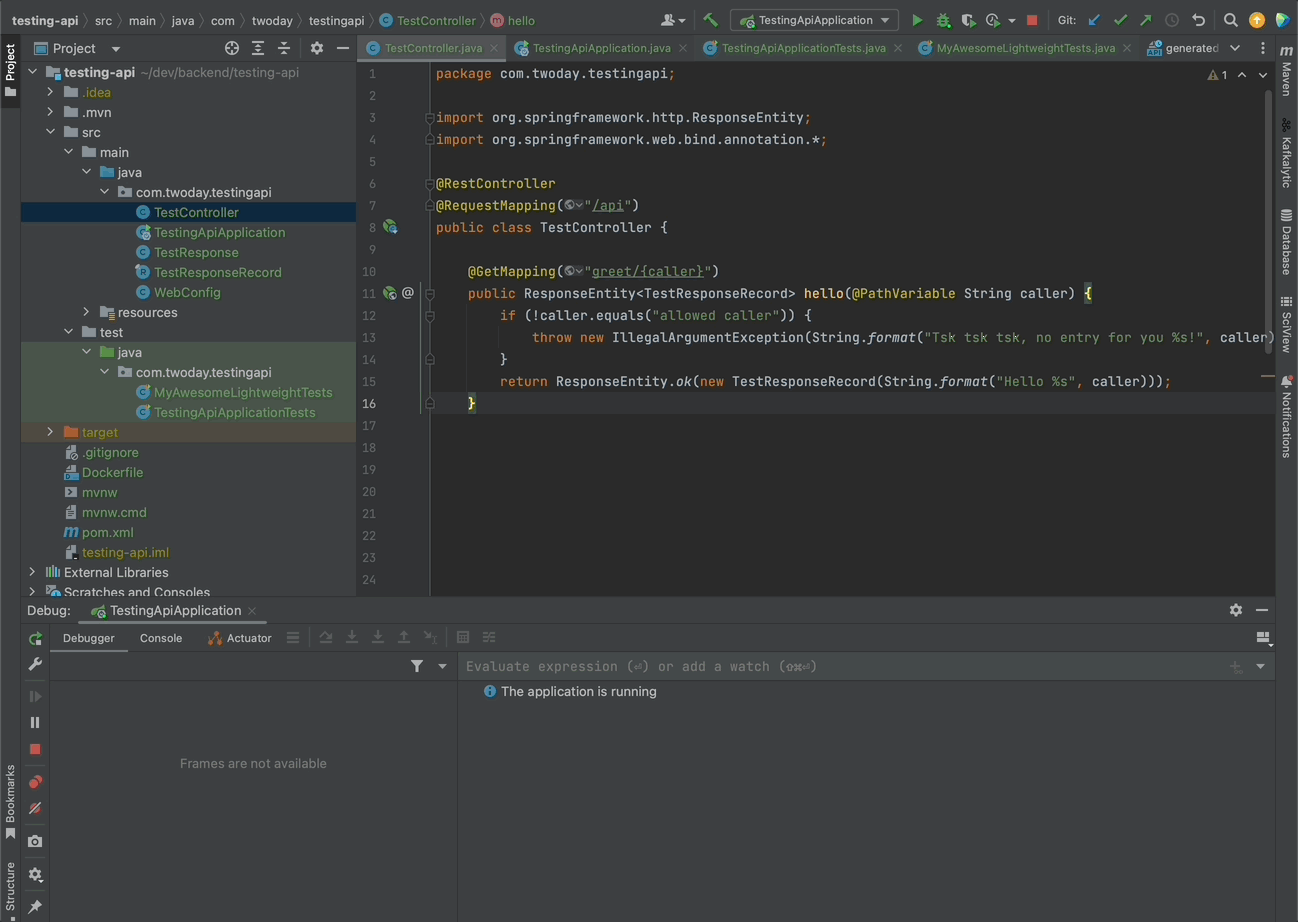 testing-api src main java com twoday testingapi TestController hello TestingApiApplication Git:
Project
Project
testing-api ~/dev/backend/testing-api
.idea
.mvn
src
main
java
com.twoday.testingapi
TestController
TestingApiApplication
TestResponse
TestResponseRecord
WebConfig
resources
test
java
com.twoday.testingapi
MyAwesomeLightweightTests
TestingApiApplicationTests
target
.gitignore
Dockerfile
mvnw
mvnw.cmd
pom.xml
testing-api.iml
External Libraries
Scratches and Consoles
TestController.java TestingApiApplication.java TestingApiApplicationTests.java MyAwesomeLightweightTests.java generated
1 package com.twoday.testingapi;
2
3 import org.springframework.http.ResponseEntity;
4 import org.springframework.web.bind.annotation.*;
5
6 @RestController
7 @RequestMapping("/api")
8 public class TestController {
9
10 @GetMapping("greet/{caller}")
11 @ public ResponseEntity<TestResponseRecord> hello(@PathVariable String caller) {
12 if (!caller.equals("allowed caller")) {
13 throw new IllegalArgumentException(String.format("Tsk tsk tsk, no entry for you %s!", caller)
14 }
15 return ResponseEntity.ok(new TestResponseRecord(String.format("Hello %s", caller)));
16 }
17
18
19
20
21
22
23
24
1
Maven
Kafkalytic
Database
SciView
Notifications
Debug: TestingApiApplication
Debugger Console Actuator
Evaluate expression (⏎) or add a watch (⇧⌘⏎)
The application is running
Frames are not available
Bookmarks
Structure